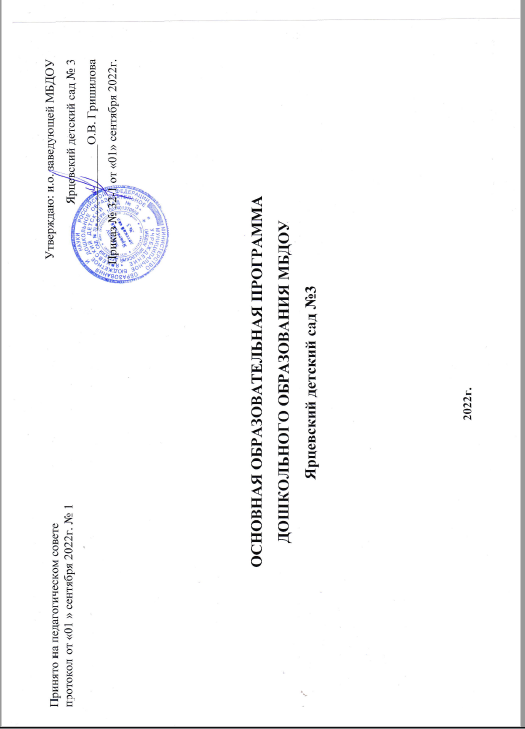 Принято на педагогическом совете
протокол от «01 » сентября 2022г. № 1
Утверждаю: и.о. заведующей МБДОУ
Ярцевский детский сад № 3
О.В. Гришилова
Приказ № 32-1 от «01» сентября 2022г.
ОСНОВНАЯ ОБРАЗОВАТЕЛЬНАЯ ПРОГРАММА
ДОШКОЛЬНОГО ОБРАЗОВАНИЯ МБДОУ
Ярцевский детский сад №3
2022г.